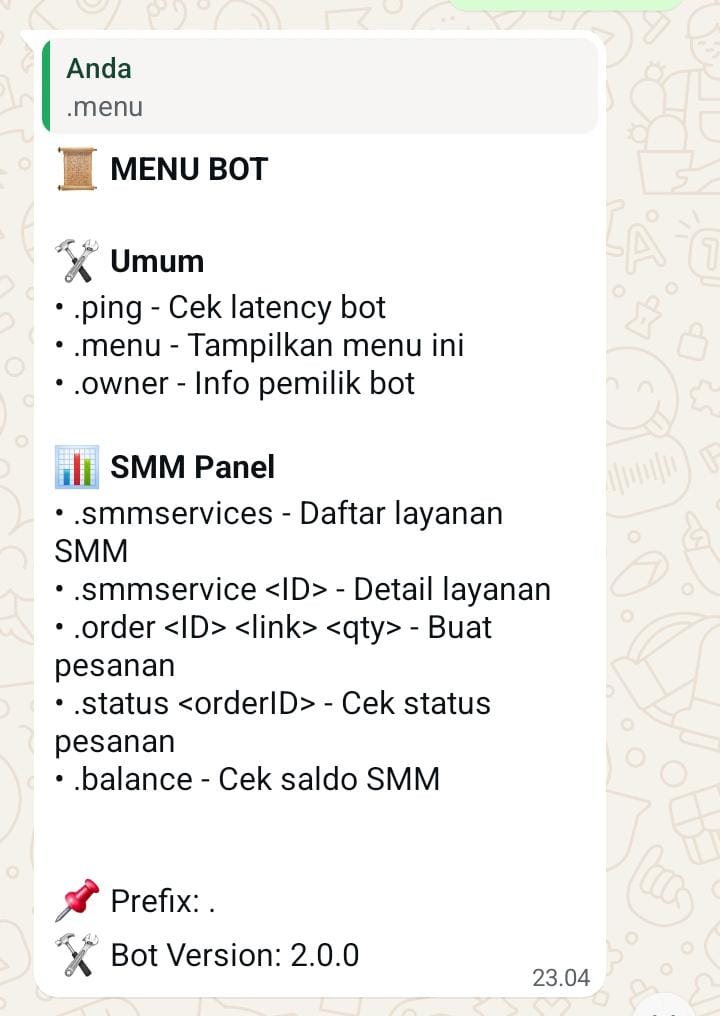 Anda
.menu
MENU BOT
Umum
• .ping - Cek latency bot
• .menu - Tampilkan menu ini
• .owner - Info pemilik bot
SMM Panel
• .smmservices - Daftar layanan
SMM
• .smmservice <ID> - Detail layanan
• .order <ID> <link> <qty> - Buat
pesanan
• .status <orderID> - Cek status
pesanan
• .balance - Cek saldo SMM
Prefix: .
Bot Version: 2.0.0
23.04